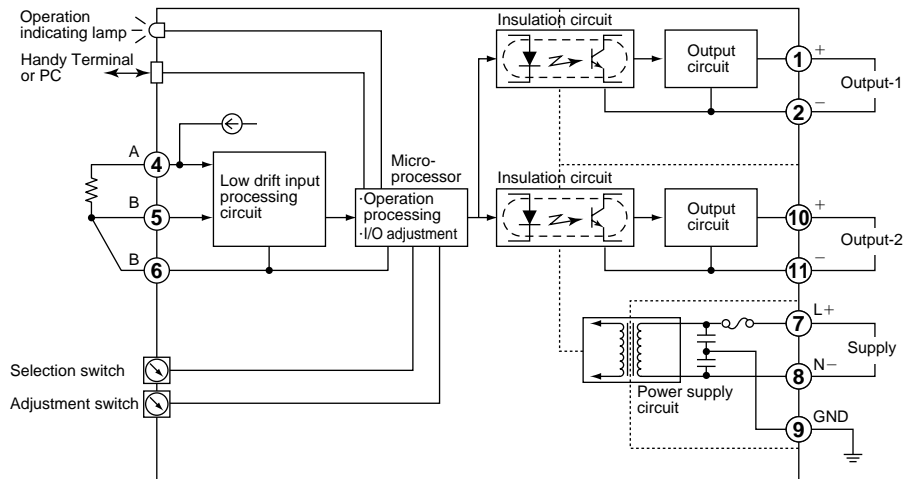 Operation
indicating lamp
Handy Terminal
or PC
A
4
B
5
B
6
Low drift input
processing
circuit
Micro-
processor
·Operation
processing
·I/O adjustment
Selection switch
Adjustment switch
Insulation circuit
Output
circuit
1
+
Output-1
2
−
Insulation circuit
Output
circuit
10
+
Output-2
11
−
7
L+
Supply
8
N−
Power supply
circuit
9
GND